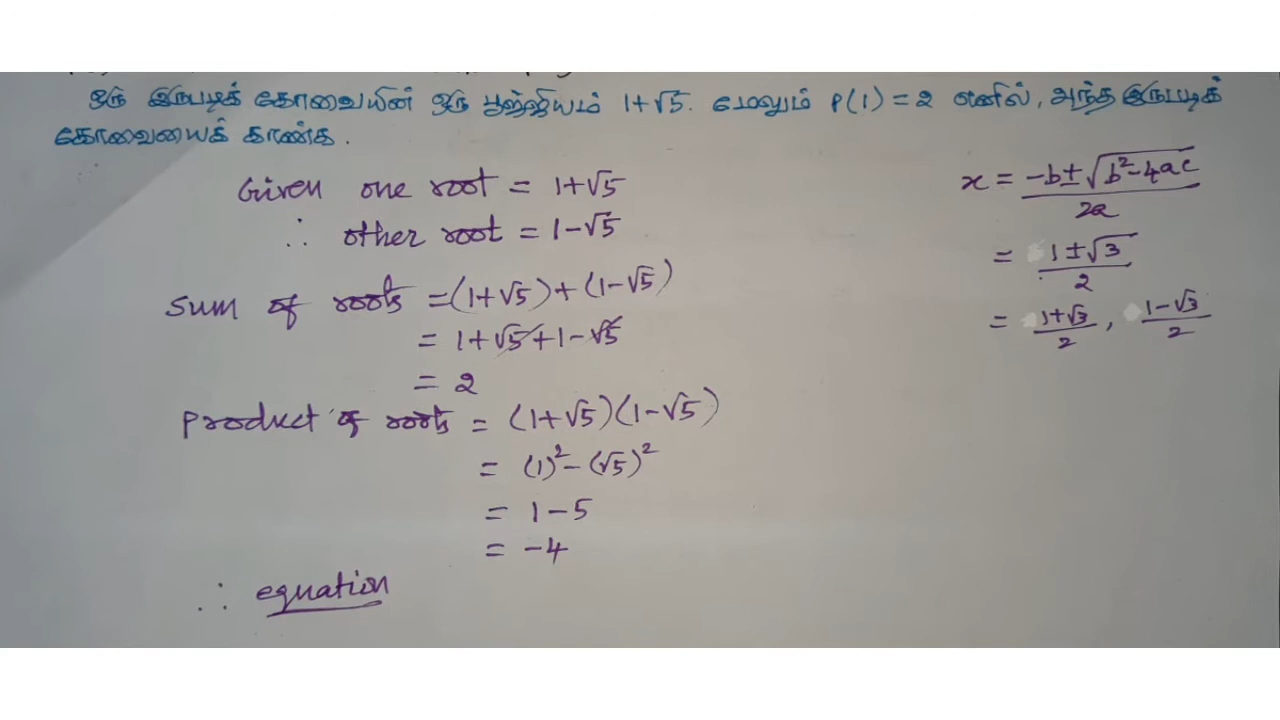 ஒரு இருபடிக் கோவையின் ஒரு பூஜ்ஜியம் 1+√5. மேலும் P(1) = 2 எனில், அந்த இருபடிக்
கோவையைக் காண்க.
Given one root = 1+√5
∴ other root = 1-√5
Sum of roots = (1+√5)+(1-√5)
= 1+√5+1-√5
= 2
Product of roots = (1+√5)(1-√5)
= (1)² - (√5)²
= 1-5
= -4
∴ equation
x = -b±√b²-4ac / 2a
= 1±√3 / 2
= 1+√3 / 2 , 1-√3 / 2